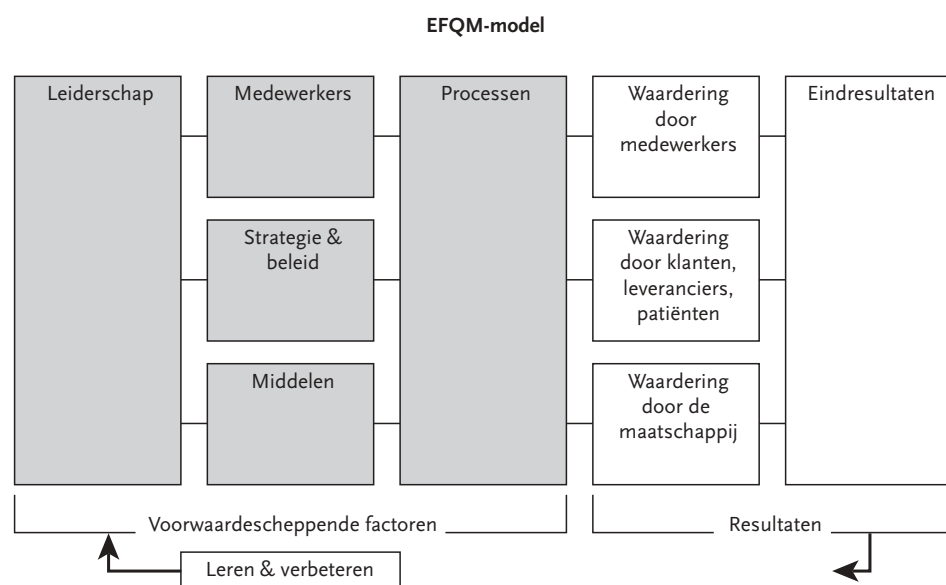 EFQM-model
Leiderschap
Medewerkers
Processen
Waardering
door
medewerkers
Eindresultaten
Strategie &
beleid
Waardering
door klanten,
leveranciers,
patiënten
Middelen
Waardering
door de
maatschappij
Voorwaardescheppende factoren
Resultaten
Leren & verbeteren